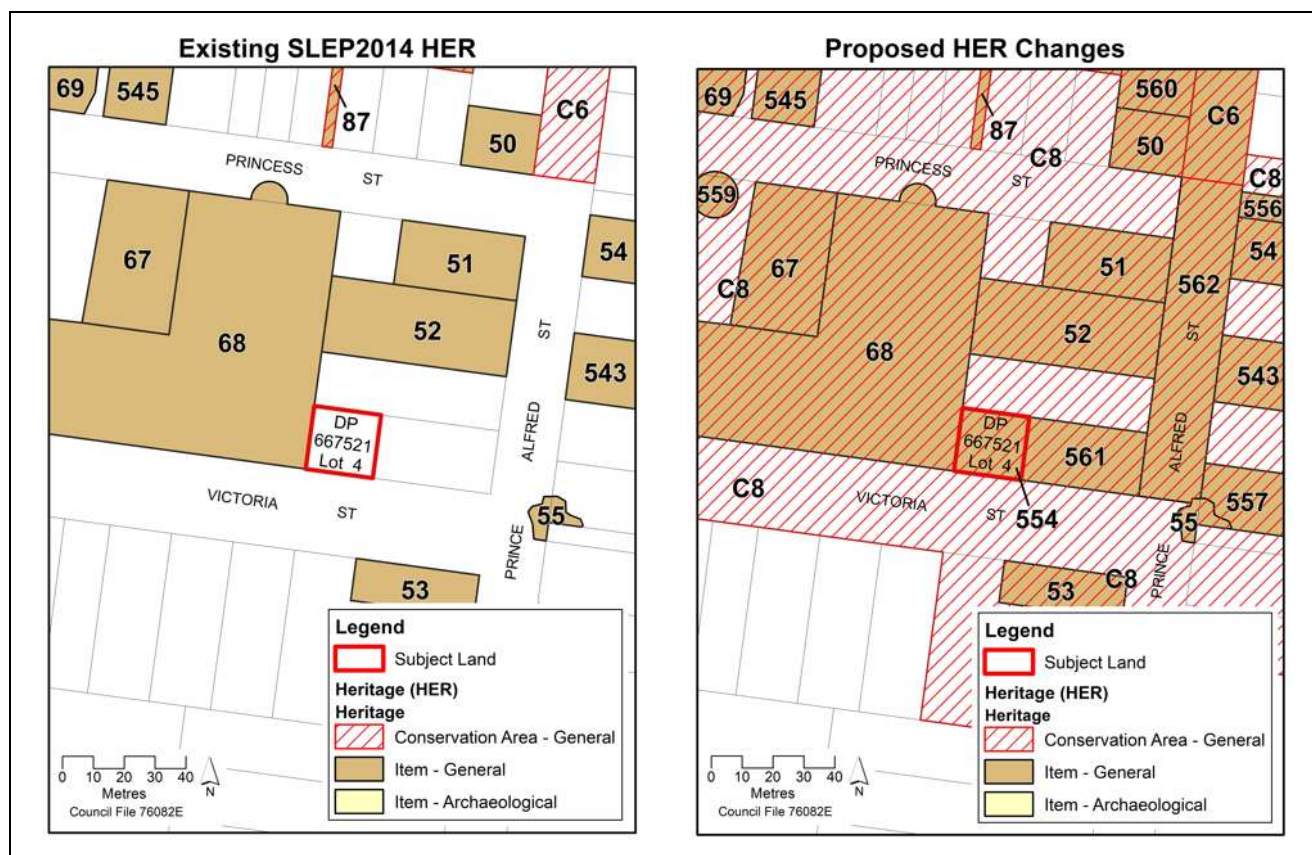 Existing SLEP2014 HER
69
545
87
50
C6
PRINCESS
ST
67
68
51
52
54
543
ST
ALFRED
PRINCE
DP
667521
Lot 4
VICTORIA
ST
55
53
Legend
Subject Land
Heritage (HER)
Heritage
Conservation Area - General
Item - General
Item - Archaeological
0 10 20 30 40
Metres
N
Council File 76082E
Proposed HER Changes
69
545
87
C8
560
50
C6
PRINCESS
ST
C8
559
556
67
C8
68
51
52
54
562
ST
543
ALFRED
DP
667521
Lot 4
561
C8
VICTORIA
ST
554
557
55
PRINCE
53
C8
Legend
Subject Land
Heritage (HER)
Heritage
Conservation Area - General
Item - General
Item - Archaeological
0 10 20 30 40
Metres
N
Council File 76082E